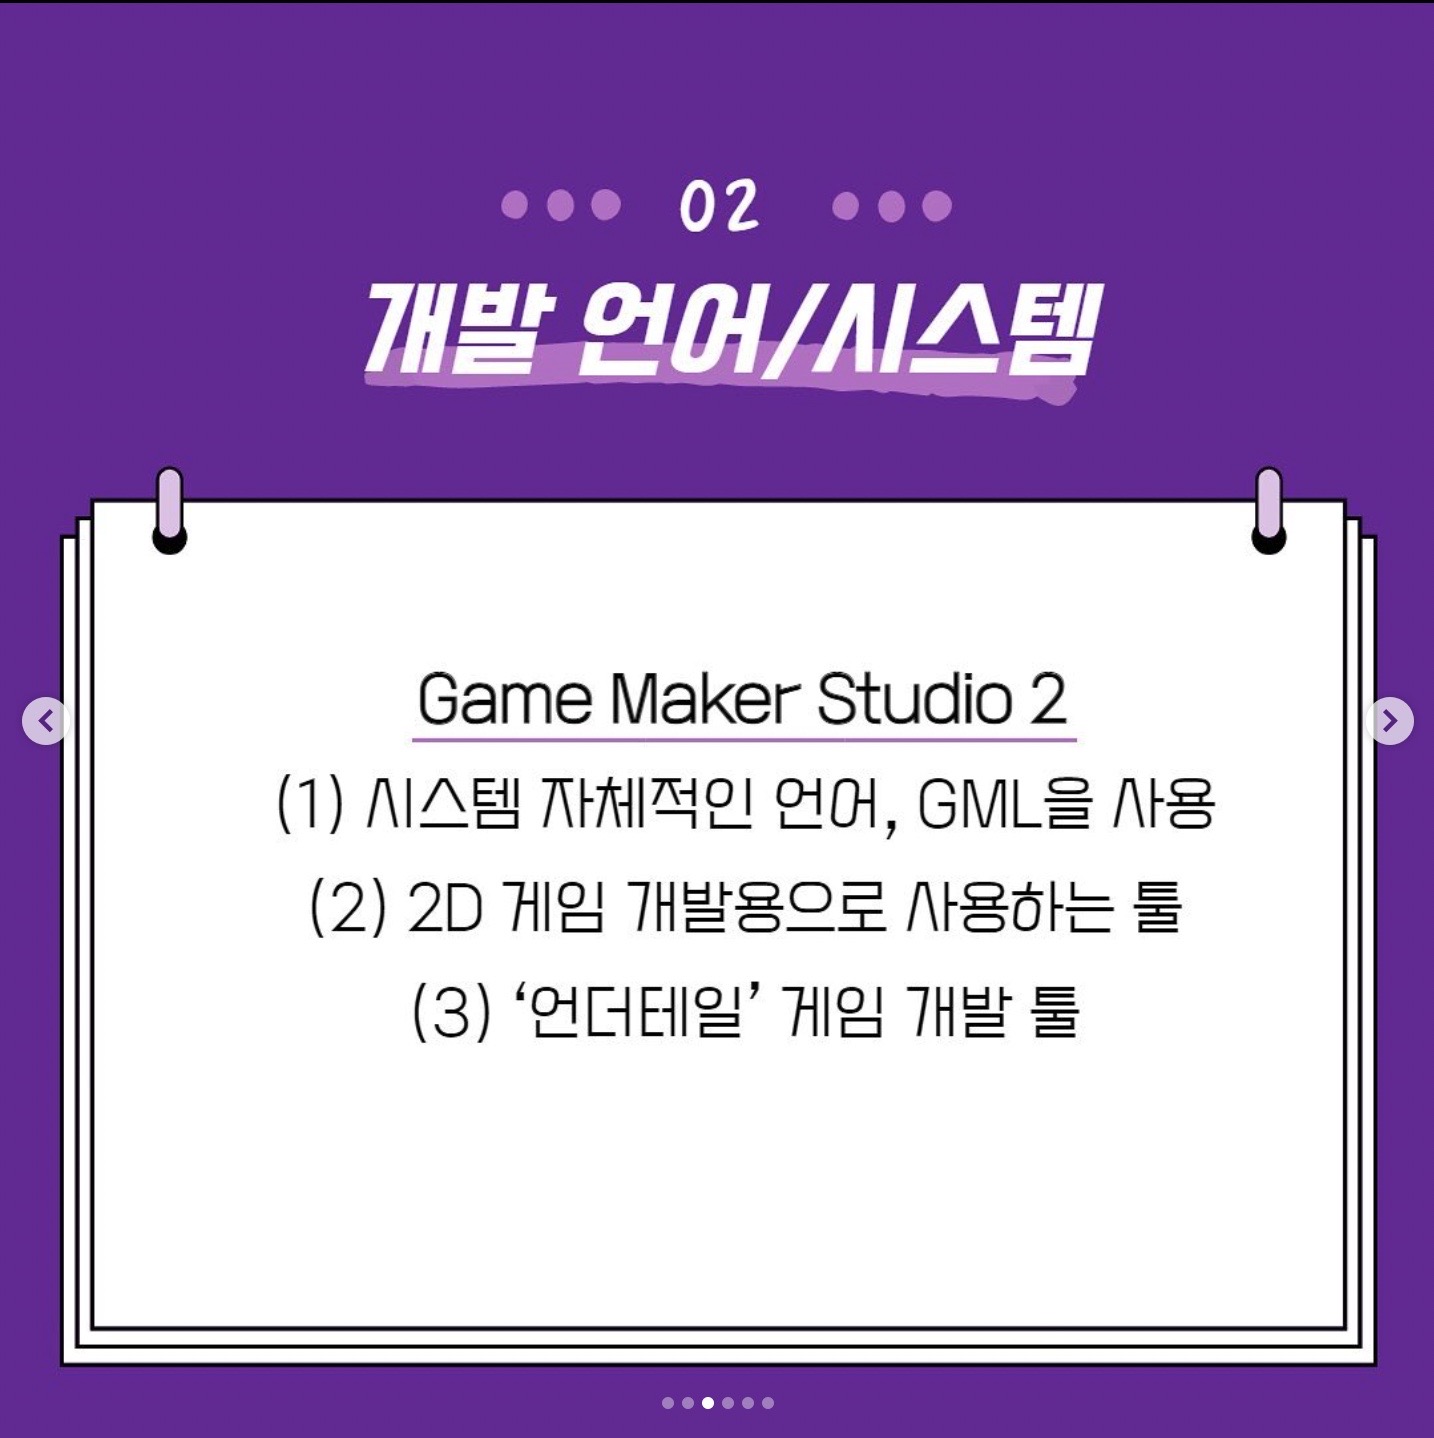 02
개발 언어/시스템
Game Maker Studio 2
(1) 시스템 자체적인 언어, GML을 사용
(2) 2D 게임 개발용으로 사용하는 툴
(3) ‘언더테일’ 게임 개발 툴